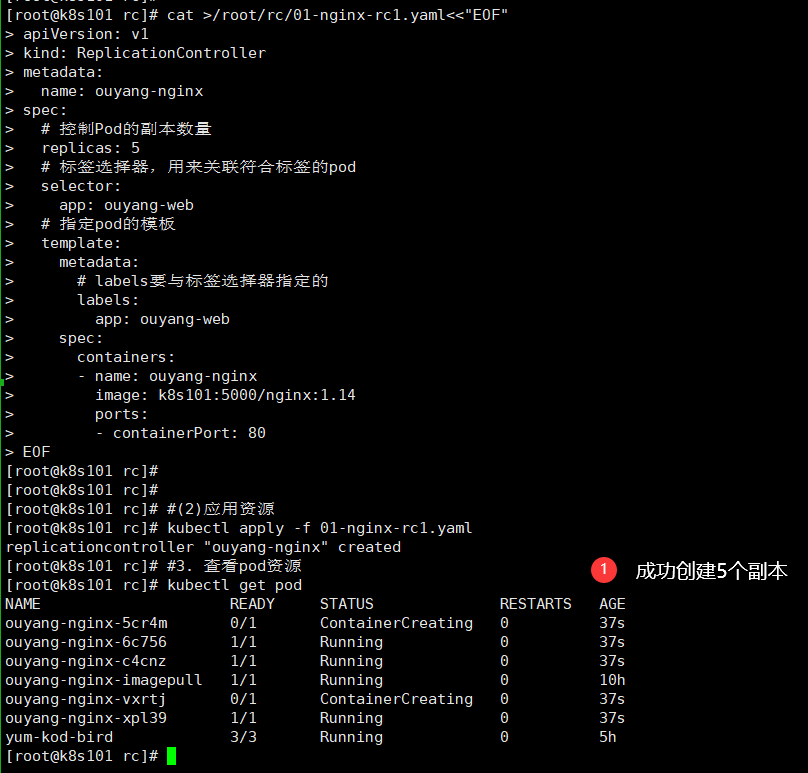 [root@k8s101 rc]# cat >/root/rc/01-nginx-rc1.yaml<<"EOF"
> apiVersion: v1
> kind: ReplicationController
> metadata:
>   name: ouyang-nginx
> spec:
>   # 控制Pod的副本数量
>   replicas: 5
>   # 标签选择器，用来关联符合标签的pod
>   selector:
>     app: ouyang-web
>   # 指定pod的模板
>   template:
>     metadata:
>       # labels要与标签选择器指定的
>       labels:
>         app: ouyang-web
>     spec:
>       containers:
>       - name: ouyang-nginx
>         image: k8s101:5000/nginx:1.14
>         ports:
>         - containerPort: 80
> EOF
[root@k8s101 rc]#
[root@k8s101 rc]#
[root@k8s101 rc]# #(2)应用资源
[root@k8s101 rc]# kubectl apply -f 01-nginx-rc1.yaml
replicationcontroller "ouyang-nginx" created
[root@k8s101 rc]# #3. 查看pod资源
1 成功创建5个副本
[root@k8s101 rc]# kubectl get pod
NAME                     READY     STATUS              RESTARTS   AGE
ouyang-nginx-5cr4m       0/1       ContainerCreating   0          37s
ouyang-nginx-6c756       1/1       Running             0          37s
ouyang-nginx-c4cnz       1/1       Running             0          37s
ouyang-nginx-imagepull   1/1       Running             0          10h
ouyang-nginx-vxrtj       0/1       ContainerCreating   0          37s
ouyang-nginx-xpl39       1/1       Running             0          37s
yum-kod-bird             3/3       Running             0          5h
[root@k8s101 rc]#